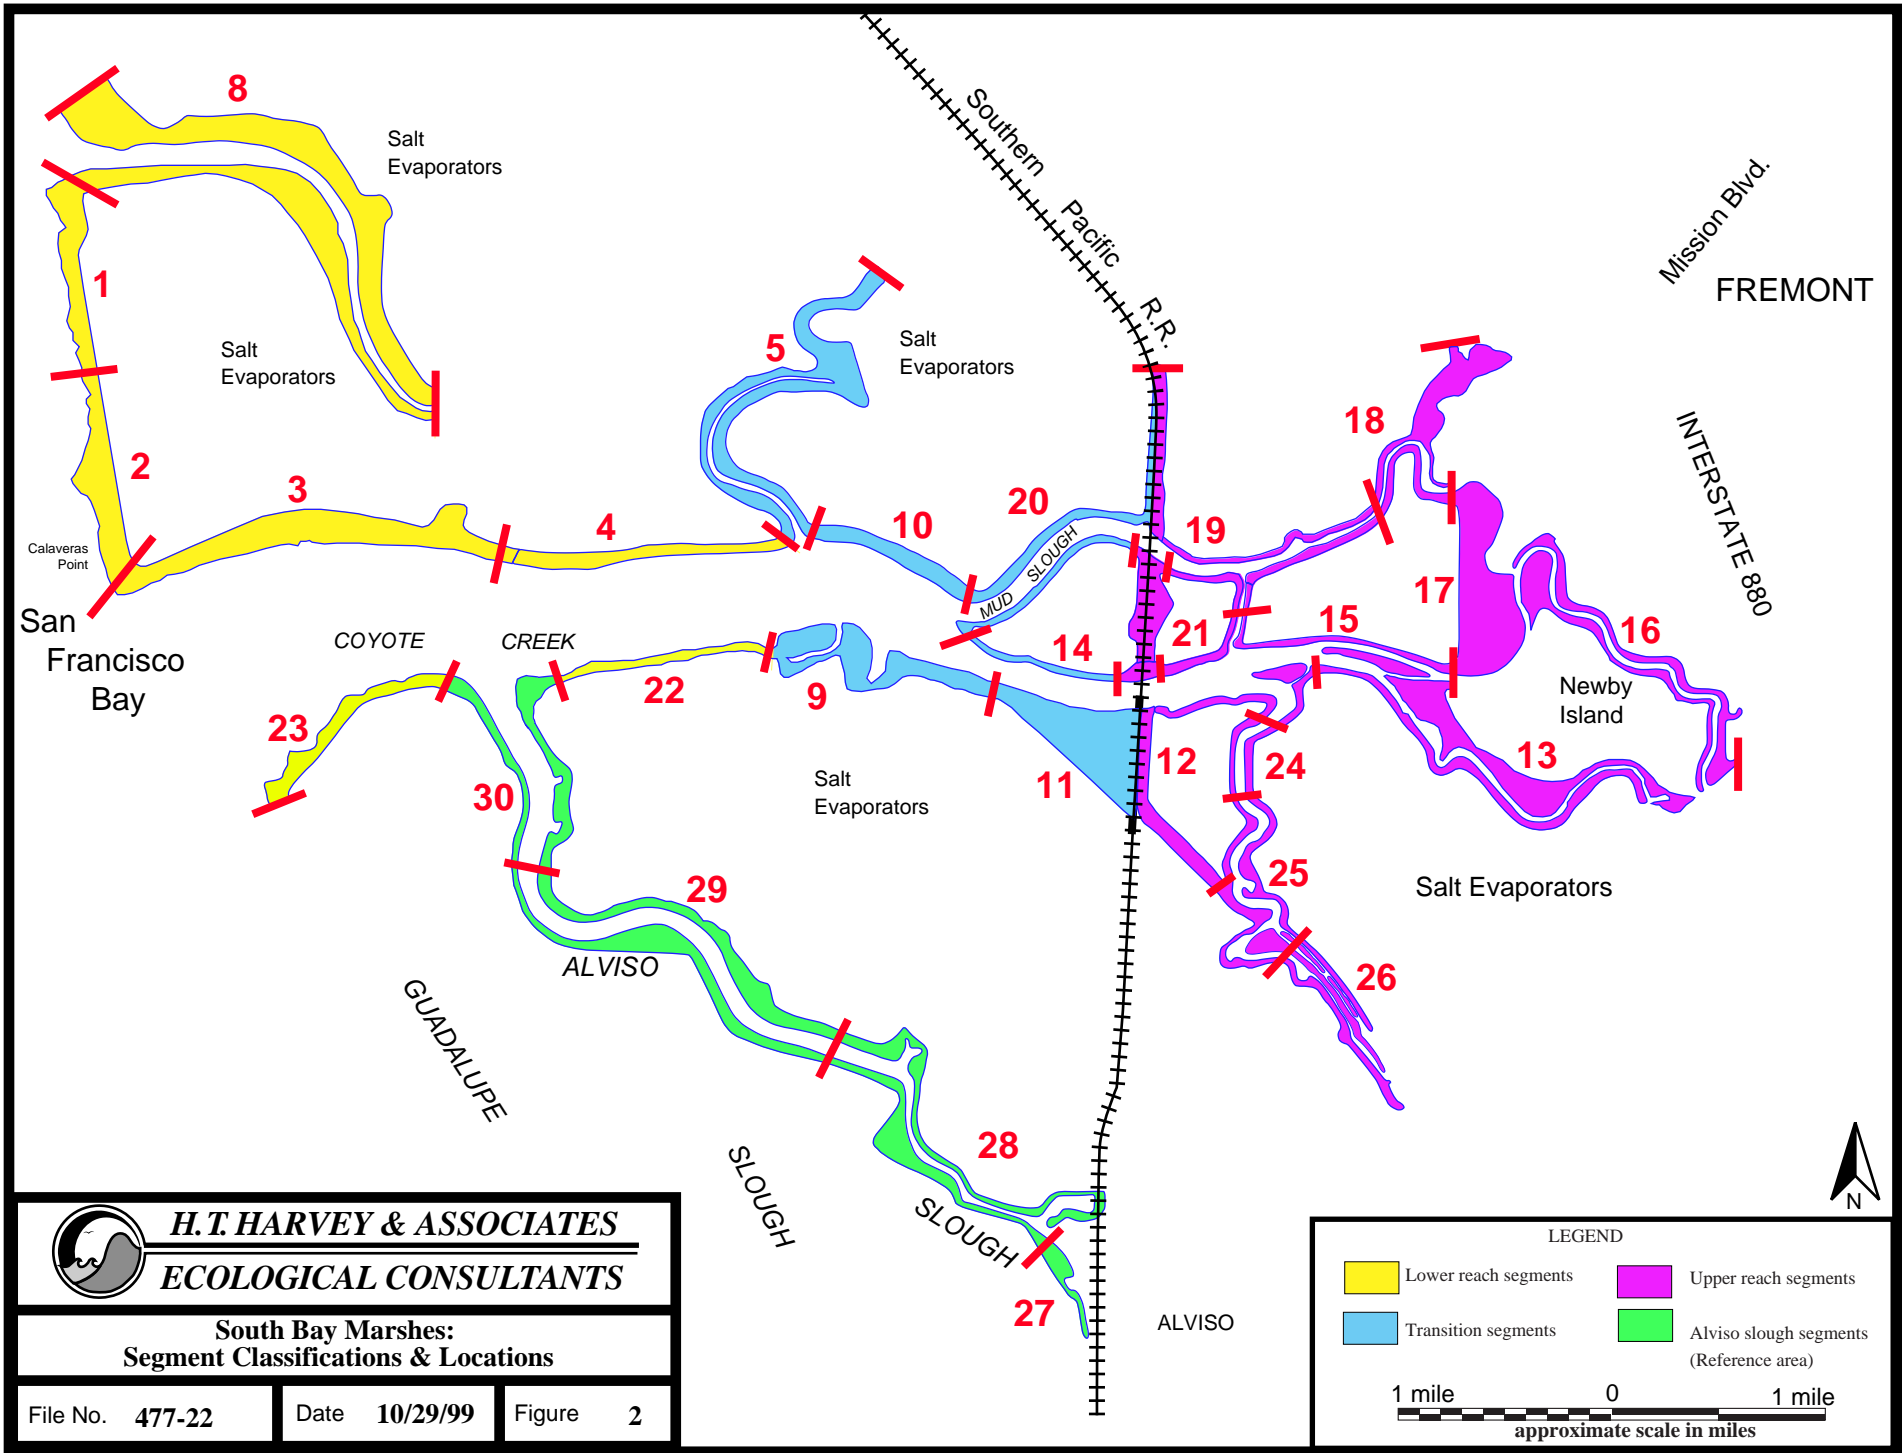 8
Salt
Evaporators
Southern
Pacific
R.R.
Mission Blvd.
FREMONT
1
Salt
Evaporators
5
Salt
Evaporators
18
INTERSTATE 880
2
3
4
10
20
MUD SLOUGH
19
Calaveras
Point
San
Francisco
Bay
COYOTE CREEK
17
15
16
21
14
22
9
Newby
Island
23
30
Salt
Evaporators
11
12
24
13
29
25
Salt Evaporators
ALVISO
26
GUADALUPE
SLOUGH
28
SLOUGH
27
ALVISO
N
H.T. HARVEY & ASSOCIATES
ECOLOGICAL CONSULTANTS
South Bay Marshes:
Segment Classifications & Locations
File No. 477-22
Date 10/29/99
Figure 2
LEGEND
Lower reach segments
Upper reach segments
Transition segments
Alviso slough segments
(Reference area)
1 mile 0 1 mile
approximate scale in miles